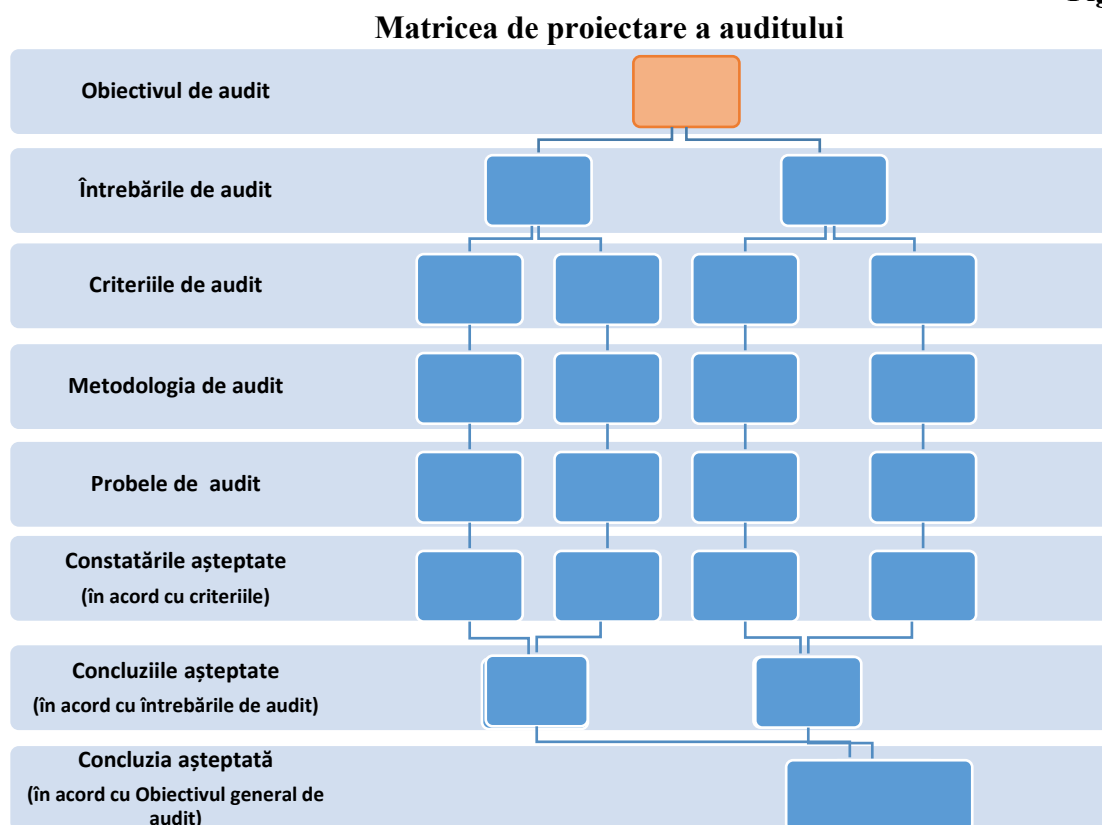 Matricea de proiectare a auditului
Obiectivul de audit
Întrebările de audit
Criteriile de audit
Metodologia de audit
Probele de audit
Constatările așteptate
(în acord cu criteriile)
Concluziile așteptate
(în acord cu întrebările de audit)
Concluzia așteptată
(în acord cu Obiectivul general de
audit)